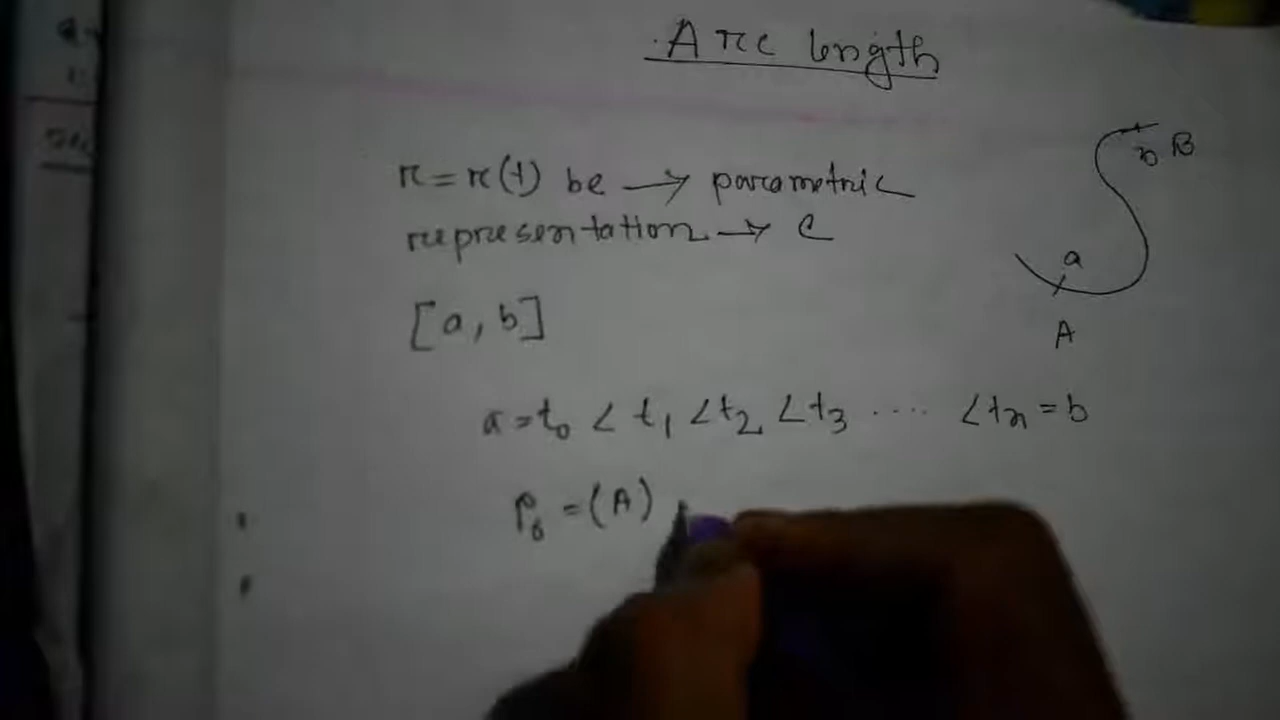 Arc length
r = r(t) be → parametric
representation → C
b B
a
A
[a, b]
a = t₀ < t₁ < t₂ < t₃ .... < tn = b
P₀ = (A)